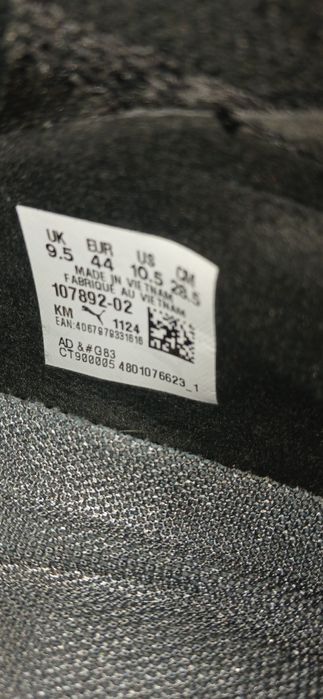 UK EUR US CM
9.5 44 10.5 28.5
MADE IN VIETNAM
FABRIQUE AU VIETNAM
107892-02
KM 1124
EAN:4067979331616
AD &#G83
CT900005 4801076623_1